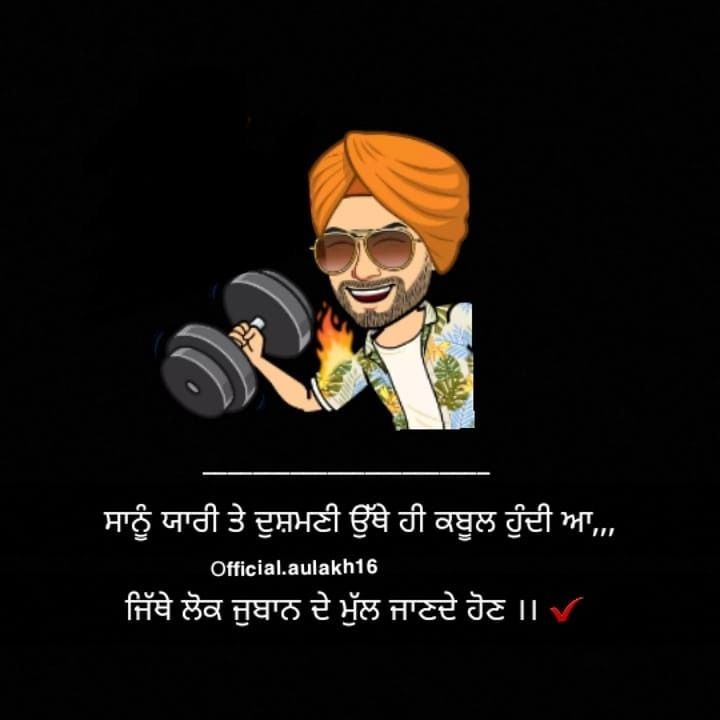 ਸਾਨੂੰ ਯਾਰੀ ਤੇ ਦੁਸ਼ਮਣੀ ਉੱਥੇ ਹੀ ਕਬੂਲ ਹੁੰਦੀ ਆ,,,
Official.aulakh16
ਜਿੱਥੇ ਲੋਕ ਜੁਬਾਨ ਦੇ ਮੁੱਲ ਜਾਣਦੇ ਹੋਣ ।। ✓